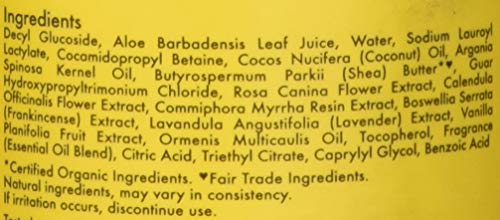 Ingredients
Decyl Glucoside, Aloe Barbadensis Leaf Juice, Water, Sodium Lauroyl
Lactylate, Cocamidopropyl Betaine, Cocos Nucifera (Coconut) Oil, Argania
Spinosa Kernel Oil, Butyrospermum Parkii (Shea) Butter*♥, Guar
Hydroxypropyltrimonium Chloride, Rosa Canina Flower Extract, Calendula
Officinalis Flower Extract, Commiphora Myrrha Resin Extract, Boswellia Serrata
(Frankincense) Extract, Lavandula Angustifolia (Lavender) Extract, Vanilla
Planifolia Fruit Extract, Ormenis Multicaulis Oil, Tocopherol, Fragrance
(Essential Oil Blend), Citric Acid, Triethyl Citrate, Caprylyl Glycol, Benzoic Acid
*Certified Organic Ingredients. ♥Fair Trade Ingredients.
Natural ingredients, may vary in consistency.
If irritation occurs, discontinue use.